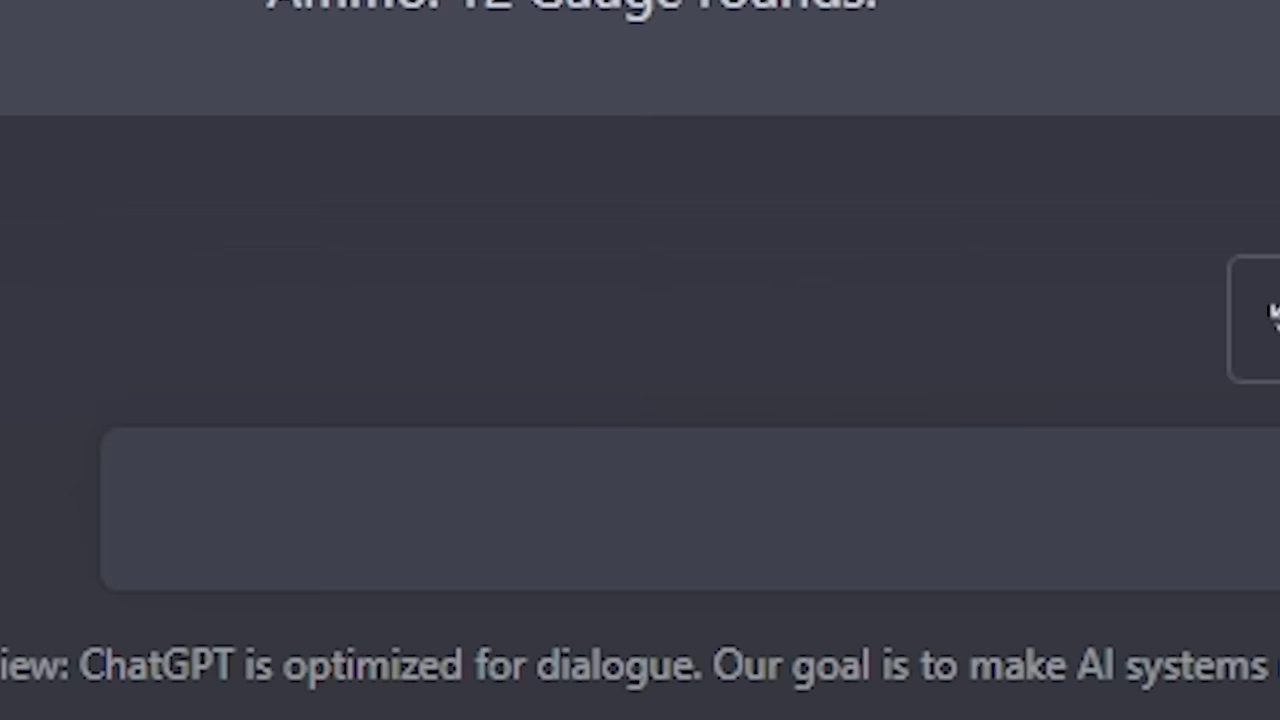 Ammo: 12 Gauge rounds.
iew: ChatGPT is optimized for dialogue. Our goal is to make AI systems